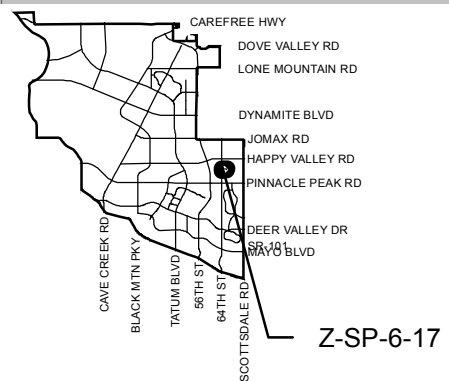 CAREFREE HWY
DOVE VALLEY RD
LONE MOUNTAIN RD
DYNAMITE BLVD
JOMAX RD
HAPPY VALLEY RD
PINNACLE PEAK RD
DEER VALLEY DR
SR-101
MAYO BLVD
CAVE CREEK RD
BLACK MTN PKY
TATUM BLVD
56TH ST
64TH ST
SCOTTSDALE RD
Z-SP-6-17